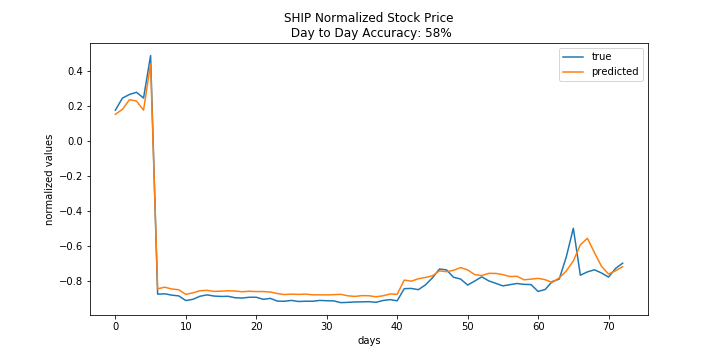 SHIP Normalized Stock Price
Day to Day Accuracy: 58%
true
predicted
normalized values
0.4
0.2
0.0
−0.2
−0.4
−0.6
−0.8
0 10 20 30 40 50 60 70
days